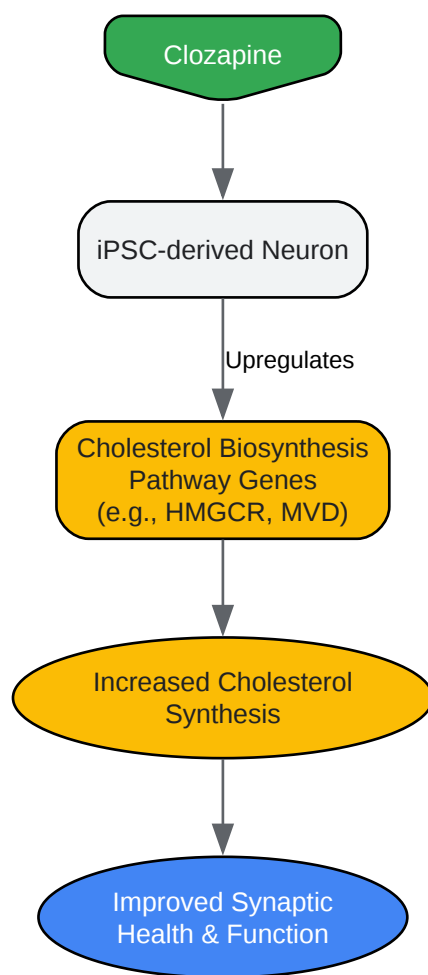 Clozapine
iPSC-derived Neuron
Upregulates
Cholesterol Biosynthesis
Pathway Genes
(e.g., HMGCR, MVD)
Increased Cholesterol
Synthesis
Improved Synaptic
Health & Function